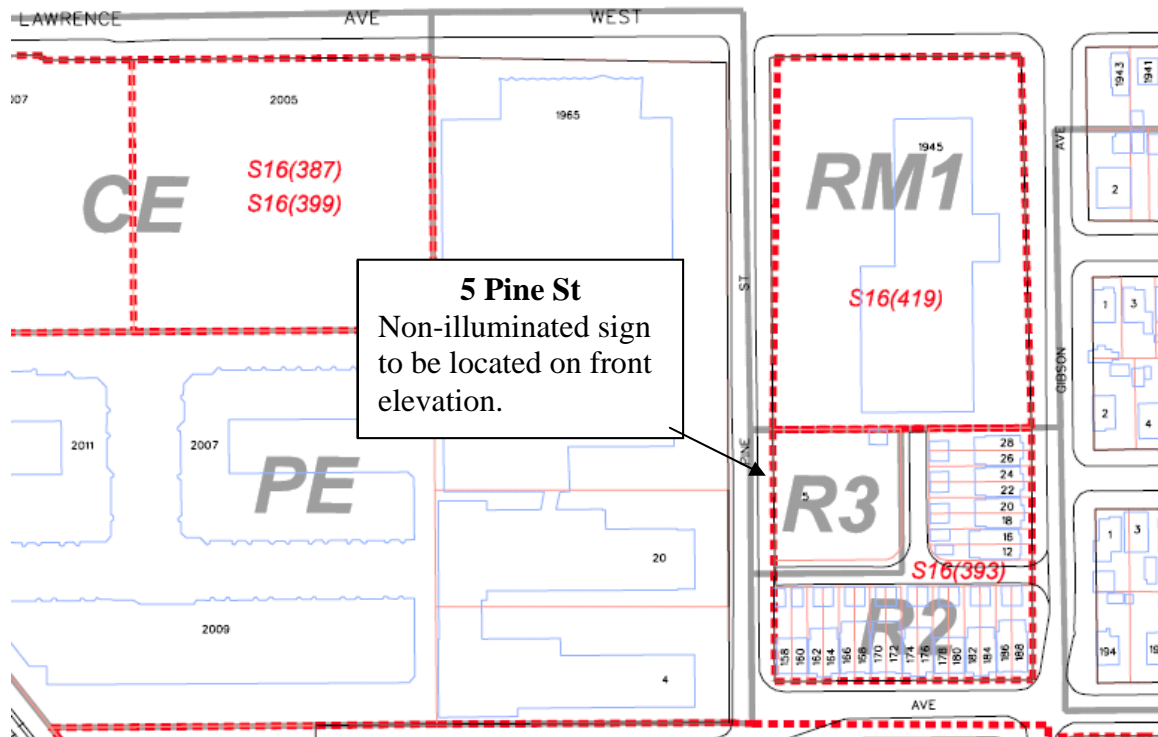 LAWRENCE AVE WEST
007
2005
1965
1945
1943
1941
S16(387)
S16(399)
CE
RM1
2
AVE
5 Pine St
Non-illuminated sign
to be located on front
elevation.
ST
S16(419)
GIBSON
1
3
2
4
2011
2007
PE
PINE
R3
5
28
26
24
22
20
18
16
12
20
S16(393)
1
3
2009
R2
158
160
162
164
166
168
170
172
174
176
178
180
182
184
186
188
194
19
4
AVE